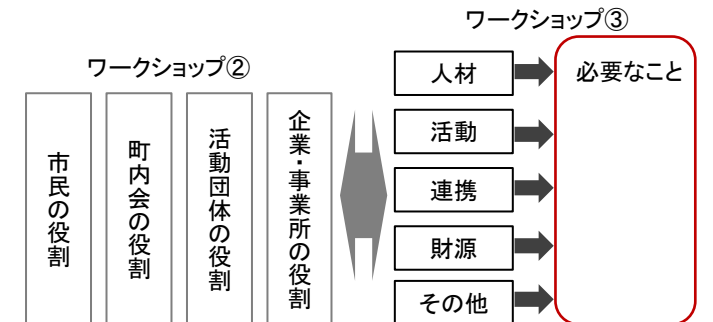 ワークショップ③
ワークショップ②
市民の役割
町内会の役割
活動団体の役割
企業・事業所の役割
人材
活動
連携
財源
その他
必要なこと